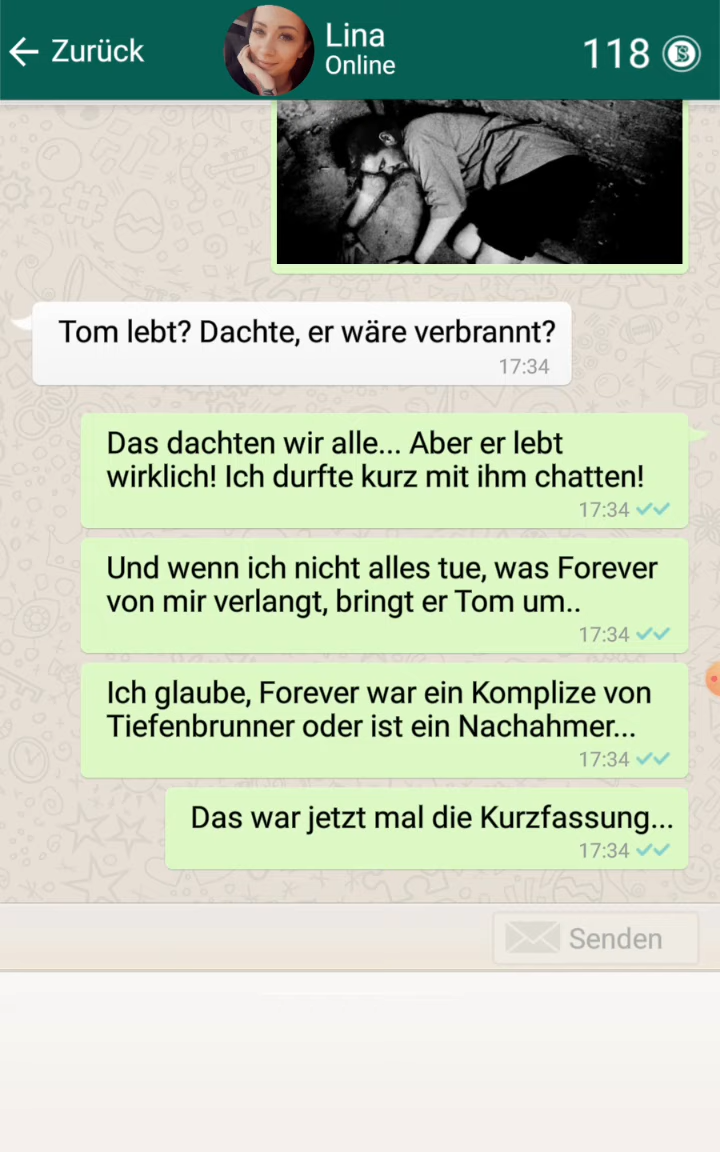 Zurück
Lina
Online
118
Tom lebt? Dachte, er wäre verbrannt?
17:34
Das dachten wir alle... Aber er lebt
wirklich! Ich durfte kurz mit ihm chatten!
17:34
Und wenn ich nicht alles tue, was Forever
von mir verlangt, bringt er Tom um..
17:34
Ich glaube, Forever war ein Komplize von
Tiefenbrunner oder ist ein Nachahmer...
17:34
Das war jetzt mal die Kurzfassung...
17:34
Senden